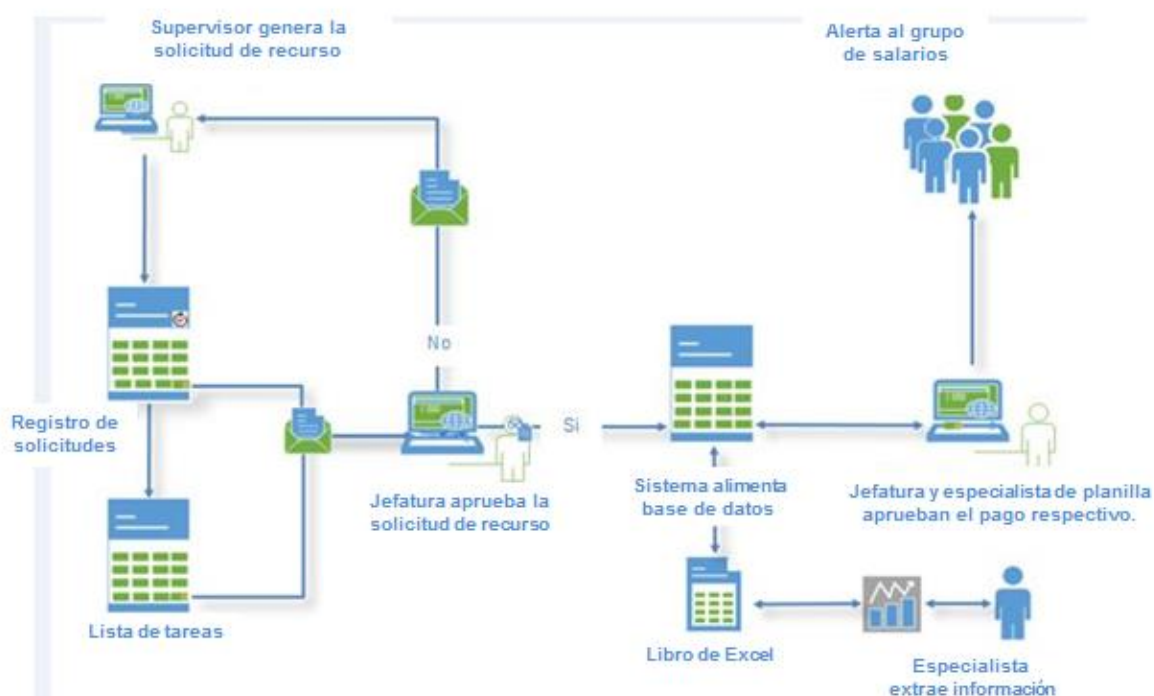 Supervisor genera la
solicitud de recurso
Alerta al grupo
de salarios
No
Registro de
solicitudes
Si
Jefatura aprueba la
solicitud de recurso
Sistema alimenta
base de datos
Jefatura y especialista de planilla
aprueban el pago respectivo.
Lista de tareas
Libro de Excel
Especialista
extrae información